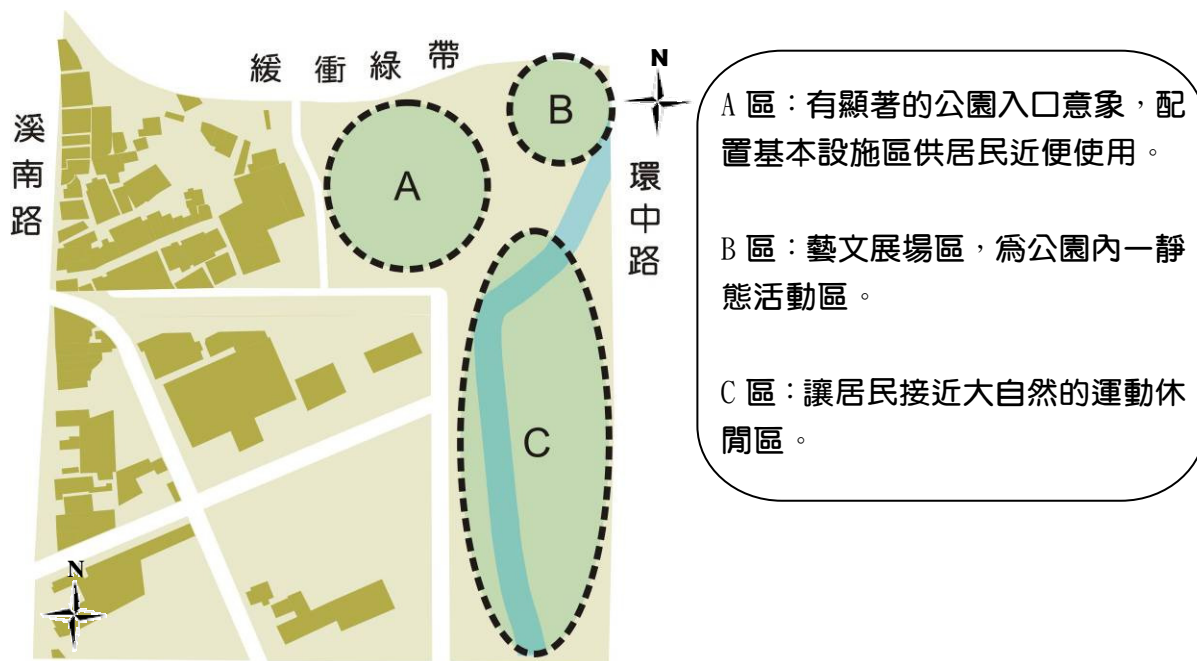 緩衝綠帶
溪南路
A
B
C
N
環中路
N
A 區：有顯著的公園入口意象，配
置基本設施區供居民近便使用。
B 區：藝文展場區，為公園內一靜
態活動區。
C 區：讓居民接近大自然的運動休
閒區。